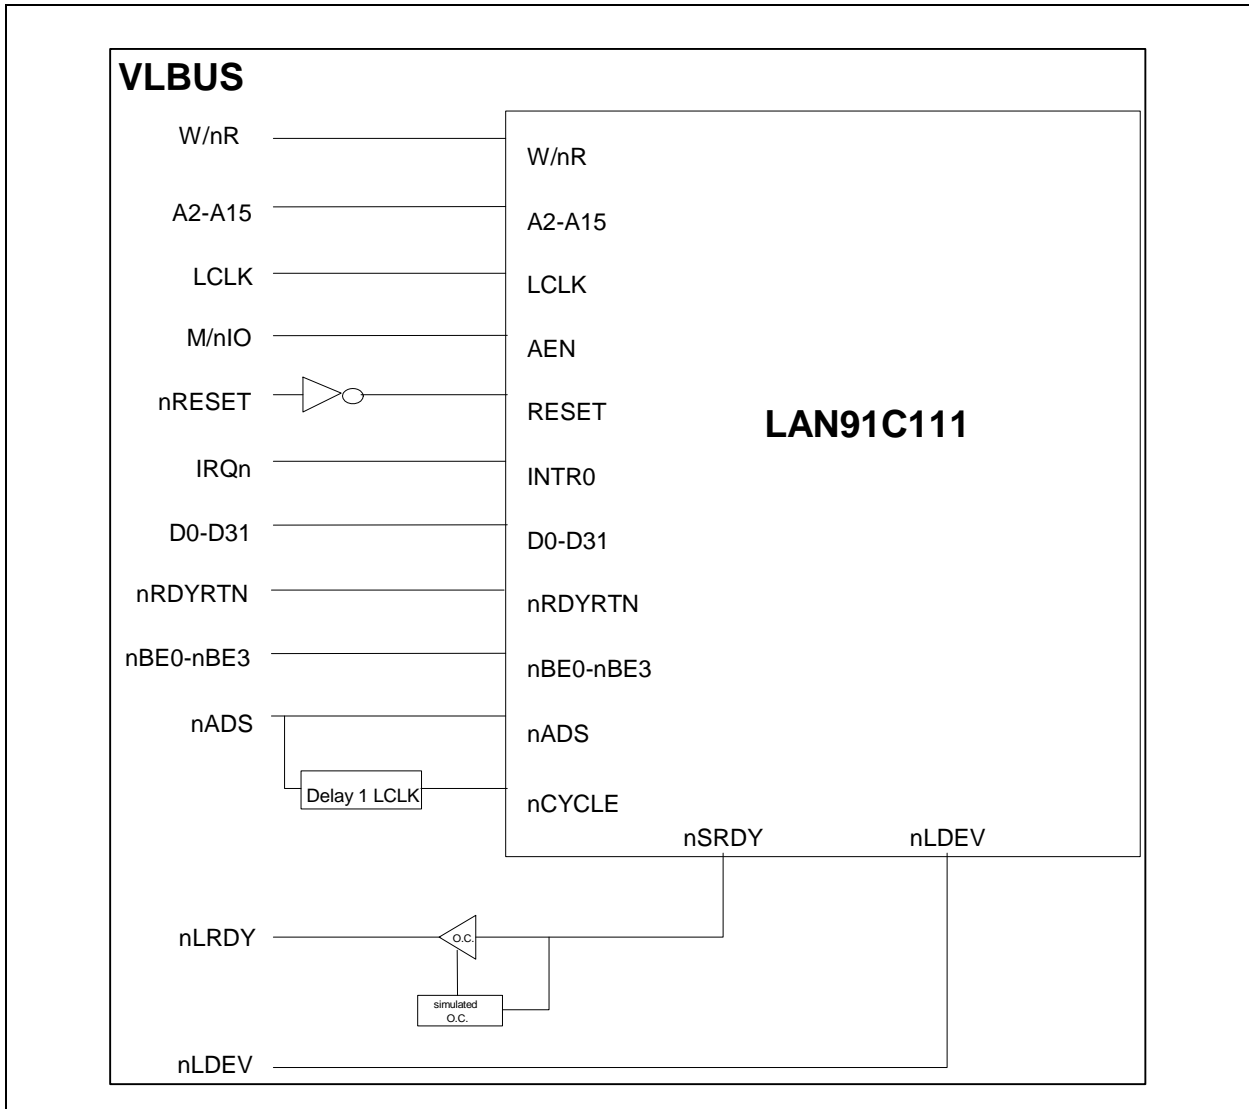 VLBUS
W/nR
W/nR
A2-A15
A2-A15
LCLK
LCLK
M/nIO
AEN
nRESET
RESET
LAN91C111
IRQn
INTR0
D0-D31
D0-D31
nRDYRTN
nRDYRTN
nBE0-nBE3
nBE0-nBE3
nADS
nADS
Delay 1 LCLK
nCYCLE
nSRDY
nLDEV
nLRDY
O.C.
simulated
O.C.
nLDEV